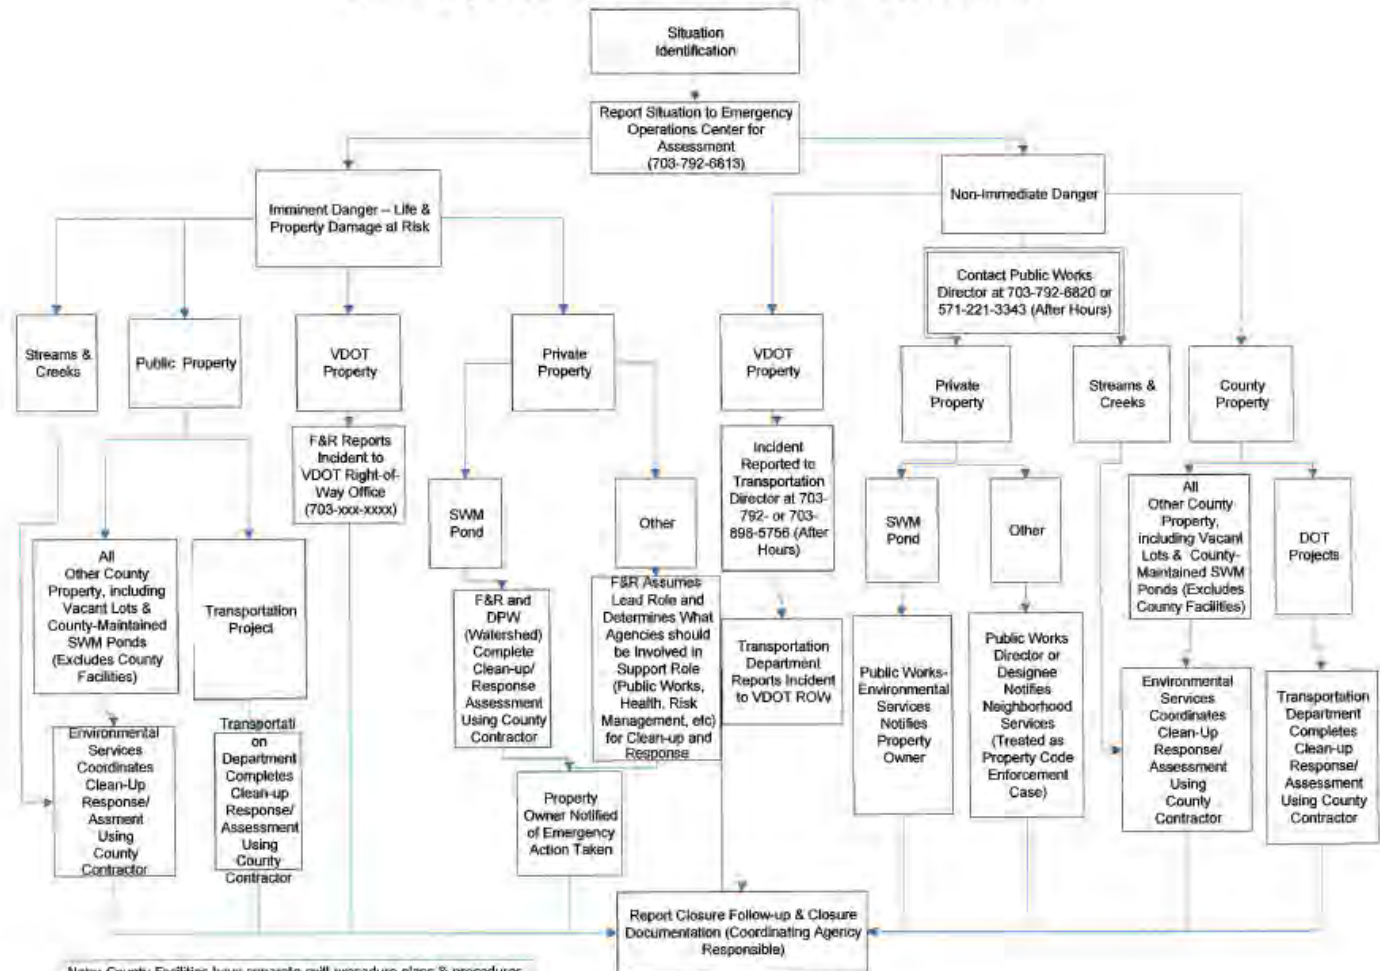 Situation
Identification
Report Situation to Emergency
Operations Center for
Assessment
(703-792-6813)
Imminent Danger – Life &
Property Damage at Risk
Non-Immediate Danger
Contact Public Works
Director at 703-792-6820 or
571-221-3343 (After Hours)
Streams &
Creeks
Public Property
VDOT
Property
Private
Property
VDOT
Property
Private
Property
Streams &
Creeks
County
Property
F&R Reports
Incident to
VDOT Right-of-
Way Office
(703-xxx-xxxx)
Incident
Reported to
Transportation
Director at 703-
792- or 703-
898-5756 (After
Hours)
SWM
Pond
Other
SWM
Pond
Other
All
Other County
Property,
including Vacant
Lots & County-
Maintained SWM
Ponds (Excludes
County Facilities)
DOT
Projects
All
Other County
Property, including
Vacant Lots &
County-Maintained
SWM Ponds
(Excludes County
Facilities)
Transportation
Project
F&R and
DPW
(Watershed)
Complete
Clean-up/
Response
Assessment
Using County
Contractor
F&R Assumes
Lead Role and
Determines What
Agencies should
be Involved in
Support Role
(Public Works,
Health, Risk
Management, etc)
for Clean-up and
Response
Transportation
Department
Reports Incident
to VDOT ROW
Public Works-
Environmental
Services
Notifies
Property
Owner
Public Works
Director or
Designee
Notifies
Neighborhood
Services
(Treated as
Property Code
Enforcement
Case)
Environmental
Services
Coordinates
Clean-Up
Response/
Assessment
Using
County
Contractor
Transportation
Department
Completes
Clean-up
Response/
Assessment
Using County
Contractor
Environmental
Services
Coordinates
Clean-Up
Response/
Assment
Using
County
Contractor
Transportati
on
Department
Completes
Clean-up
Response/
Assessment
Using
County
Contractor
Property
Owner Notified
of Emergency
Action Taken
Report Closure Follow-up & Closure
Documentation (Coordinating Agency
Responsible)